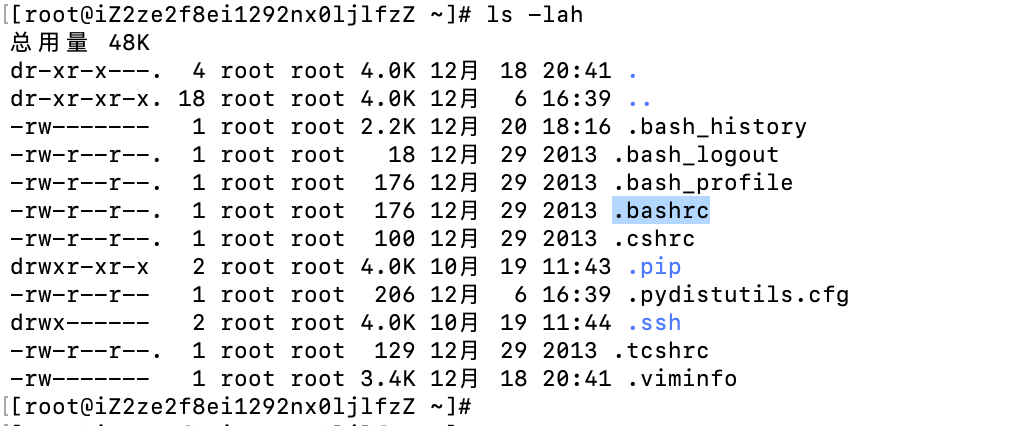 [[root@iZ2ze2f8ei1292nx0ljlfzZ ~]# ls -lah
总用量 48K
dr-xr-x---.  4 root root 4.0K 12月  18 20:41 .
dr-xr-xr-x. 18 root root 4.0K 12月   6 16:39 ..
-rw-------   1 root root 2.2K 12月  20 18:16 .bash_history
-rw-r--r--.  1 root root   18 12月  29 2013 .bash_logout
-rw-r--r--.  1 root root  176 12月  29 2013 .bash_profile
-rw-r--r--.  1 root root  176 12月  29 2013 .bashrc
-rw-r--r--.  1 root root  100 12月  29 2013 .cshrc
drwxr-xr-x   2 root root 4.0K 10月  19 11:43 .pip
-rw-r--r--   1 root root  206 12月   6 16:39 .pydistutils.cfg
drwx------   2 root root 4.0K 10月  19 11:44 .ssh
-rw-r--r--.  1 root root  129 12月  29 2013 .tcshrc
-rw-------   1 root root 3.4K 12月  18 20:41 .viminfo
[[root@iZ2ze2f8ei1292nx0ljlfzZ ~]#